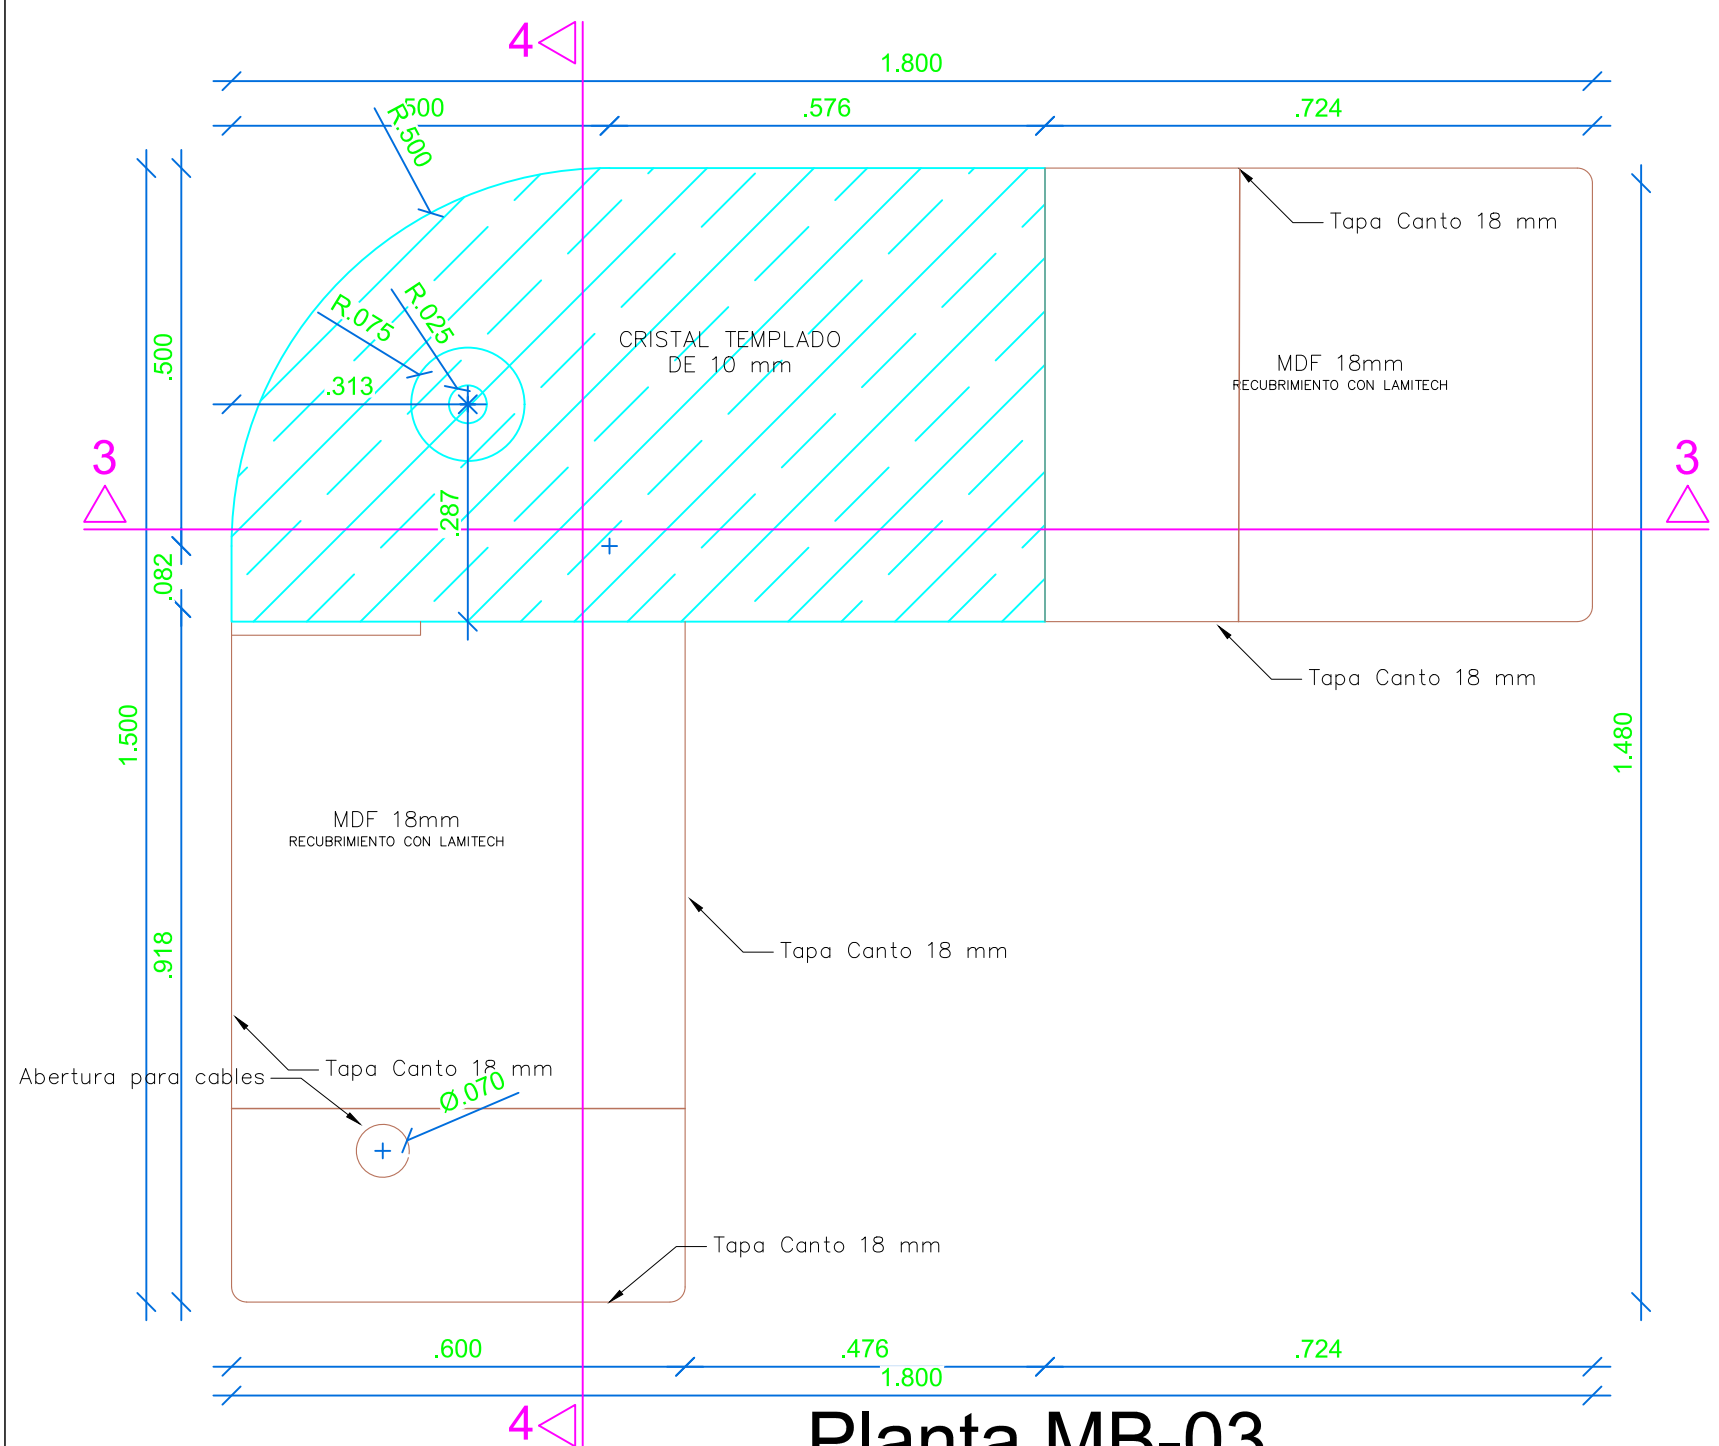 4
1.800
.500
.576
.724
R.500
Tapa Canto 18 mm
R.075
R.025
.500
CRISTAL TEMPLADO
DE 10 mm
MDF 18mm
RECUBRIMIENTO CON LAMITECH
.313
3
3
.287
.082
Tapa Canto 18 mm
1.500
1.480
MDF 18mm
RECUBRIMIENTO CON LAMITECH
.918
Tapa Canto 18 mm
Tapa Canto 18 mm
Abertura para cables
Ø.070
Tapa Canto 18 mm
.600
.476
.724
1.800
4
Planta MB-03